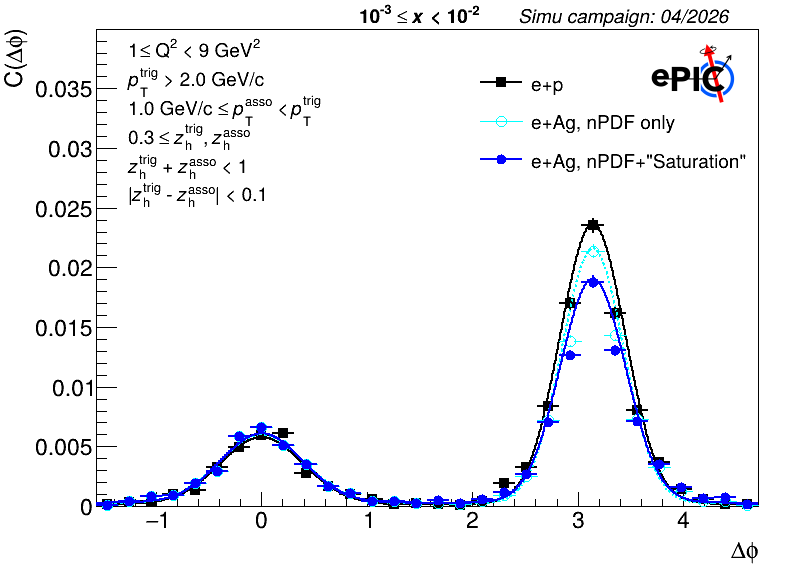 10⁻³ ≤ x < 10⁻² Simu campaign: 04/2026
C(Δϕ)
1 ≤ Q² < 9 GeV²
p_T^trig > 2.0 GeV/c
1.0 GeV/c ≤ p_T^asso < p_T^trig
0.3 ≤ z_h^trig, z_h^asso
z_h^trig + z_h^asso < 1
|z_h^trig - z_h^asso| < 0.1
e+p
e+Ag, nPDF only
e+Ag, nPDF+"Saturation"
ePIC
0.035
0.03
0.025
0.02
0.015
0.01
0.005
0
−1 0 1 2 3 4
Δϕ